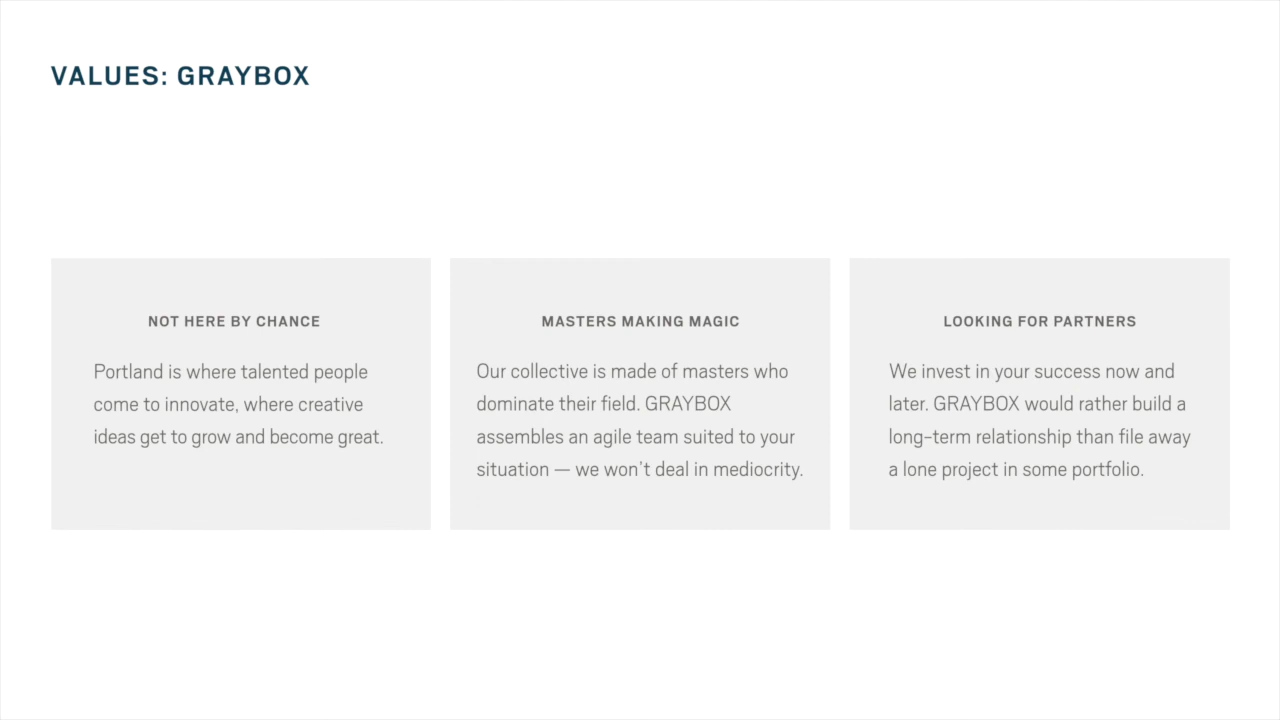 VALUES: GRAYBOX
NOT HERE BY CHANCE
Portland is where talented people
come to innovate, where creative
ideas get to grow and become great.
MASTERS MAKING MAGIC
Our collective is made of masters who
dominate their field. GRAYBOX
assembles an agile team suited to your
situation — we won't deal in mediocrity.
LOOKING FOR PARTNERS
We invest in your success now and
later. GRAYBOX would rather build a
long-term relationship than file away
a lone project in some portfolio.